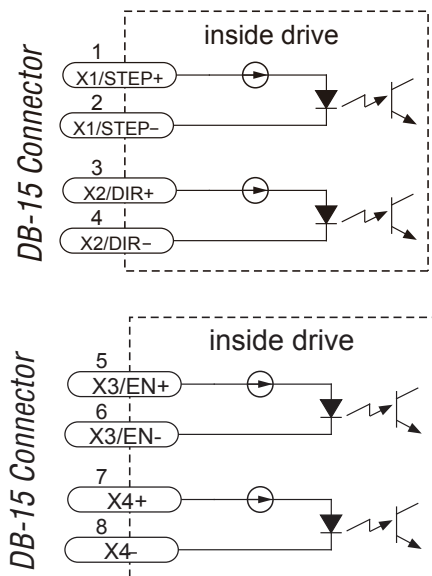 inside drive
DB-15 Connector
1
X1/STEP+
2
X1/STEP–
3
X2/DIR+
4
X2/DIR–
inside drive
DB-15 Connector
5
X3/EN+
6
X3/EN-
7
X4+
8
X4-